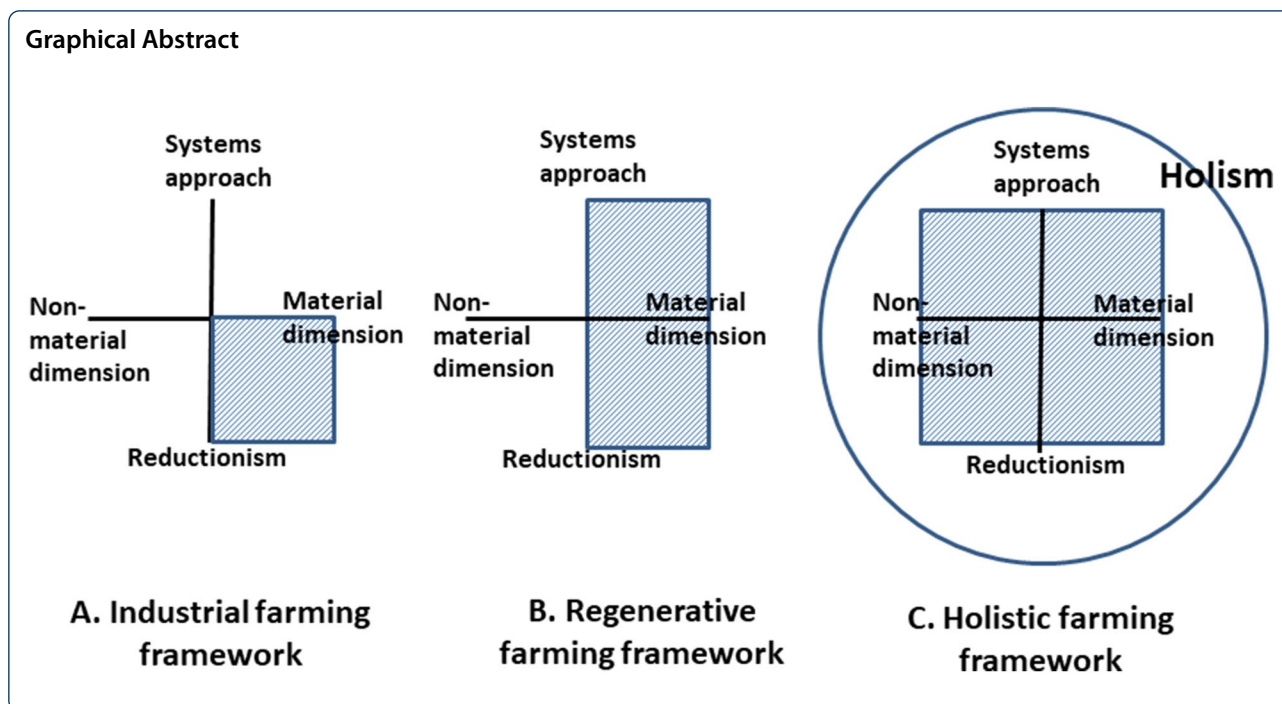 Graphical Abstract
Systems
approach
Non-
material
dimension
Material
dimension
Reductionism
A. Industrial farming
framework
Systems
approach
Non-
material
dimension
Material
dimension
Reductionism
B. Regenerative
farming framework
Systems
approach
Holism
Non-
material
dimension
Material
dimension
Reductionism
C. Holistic farming
framework